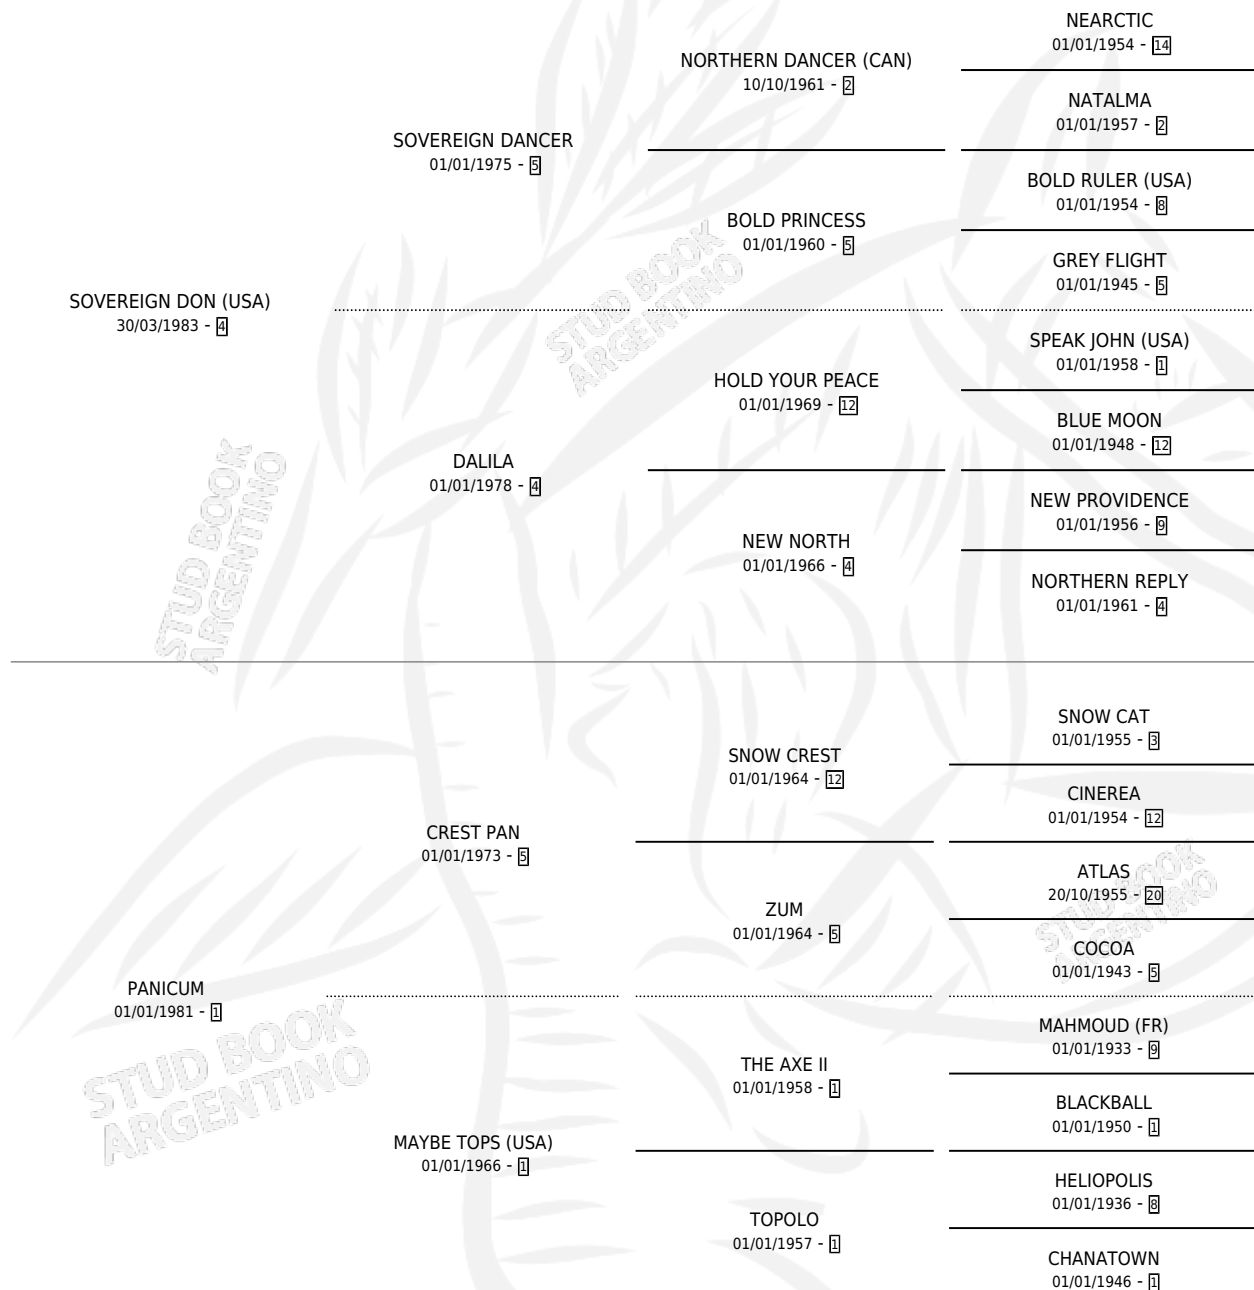 NEARCTIC
01/01/1954 - 14
NORTHERN DANCER (CAN)
10/10/1961 - 2
NATALMA
01/01/1957 - 2
SOVEREIGN DANCER
01/01/1975 - 5
BOLD RULER (USA)
01/01/1954 - 8
BOLD PRINCESS
01/01/1960 - 5
GREY FLIGHT
01/01/1945 - 5
SOVEREIGN DON (USA)
30/03/1983 - 4
SPEAK JOHN (USA)
01/01/1958 - 1
HOLD YOUR PEACE
01/01/1969 - 12
BLUE MOON
01/01/1948 - 12
DALILA
01/01/1978 - 4
NEW PROVIDENCE
01/01/1956 - 9
NEW NORTH
01/01/1966 - 4
NORTHERN REPLY
01/01/1961 - 4
SNOW CAT
01/01/1955 - 3
SNOW CREST
01/01/1964 - 12
CINEREA
01/01/1954 - 12
CREST PAN
01/01/1973 - 5
ATLAS
20/10/1955 - 20
ZUM
01/01/1964 - 5
COCOA
01/01/1943 - 5
PANICUM
01/01/1981 - 1
MAHMOUD (FR)
01/01/1933 - 9
THE AXE II
01/01/1958 - 1
BLACKBALL
01/01/1950 - 1
MAYBE TOPS (USA)
01/01/1966 - 1
HELIOPOLIS
01/01/1936 - 8
TOPOLO
01/01/1957 - 1
CHANATOWN
01/01/1946 - 1
STUD BOOK
ARGENTINO
STUD BOOK
ARGENTINO
STUD BOOK
ARGENTINO
STUD BOOK
ARGENTINO